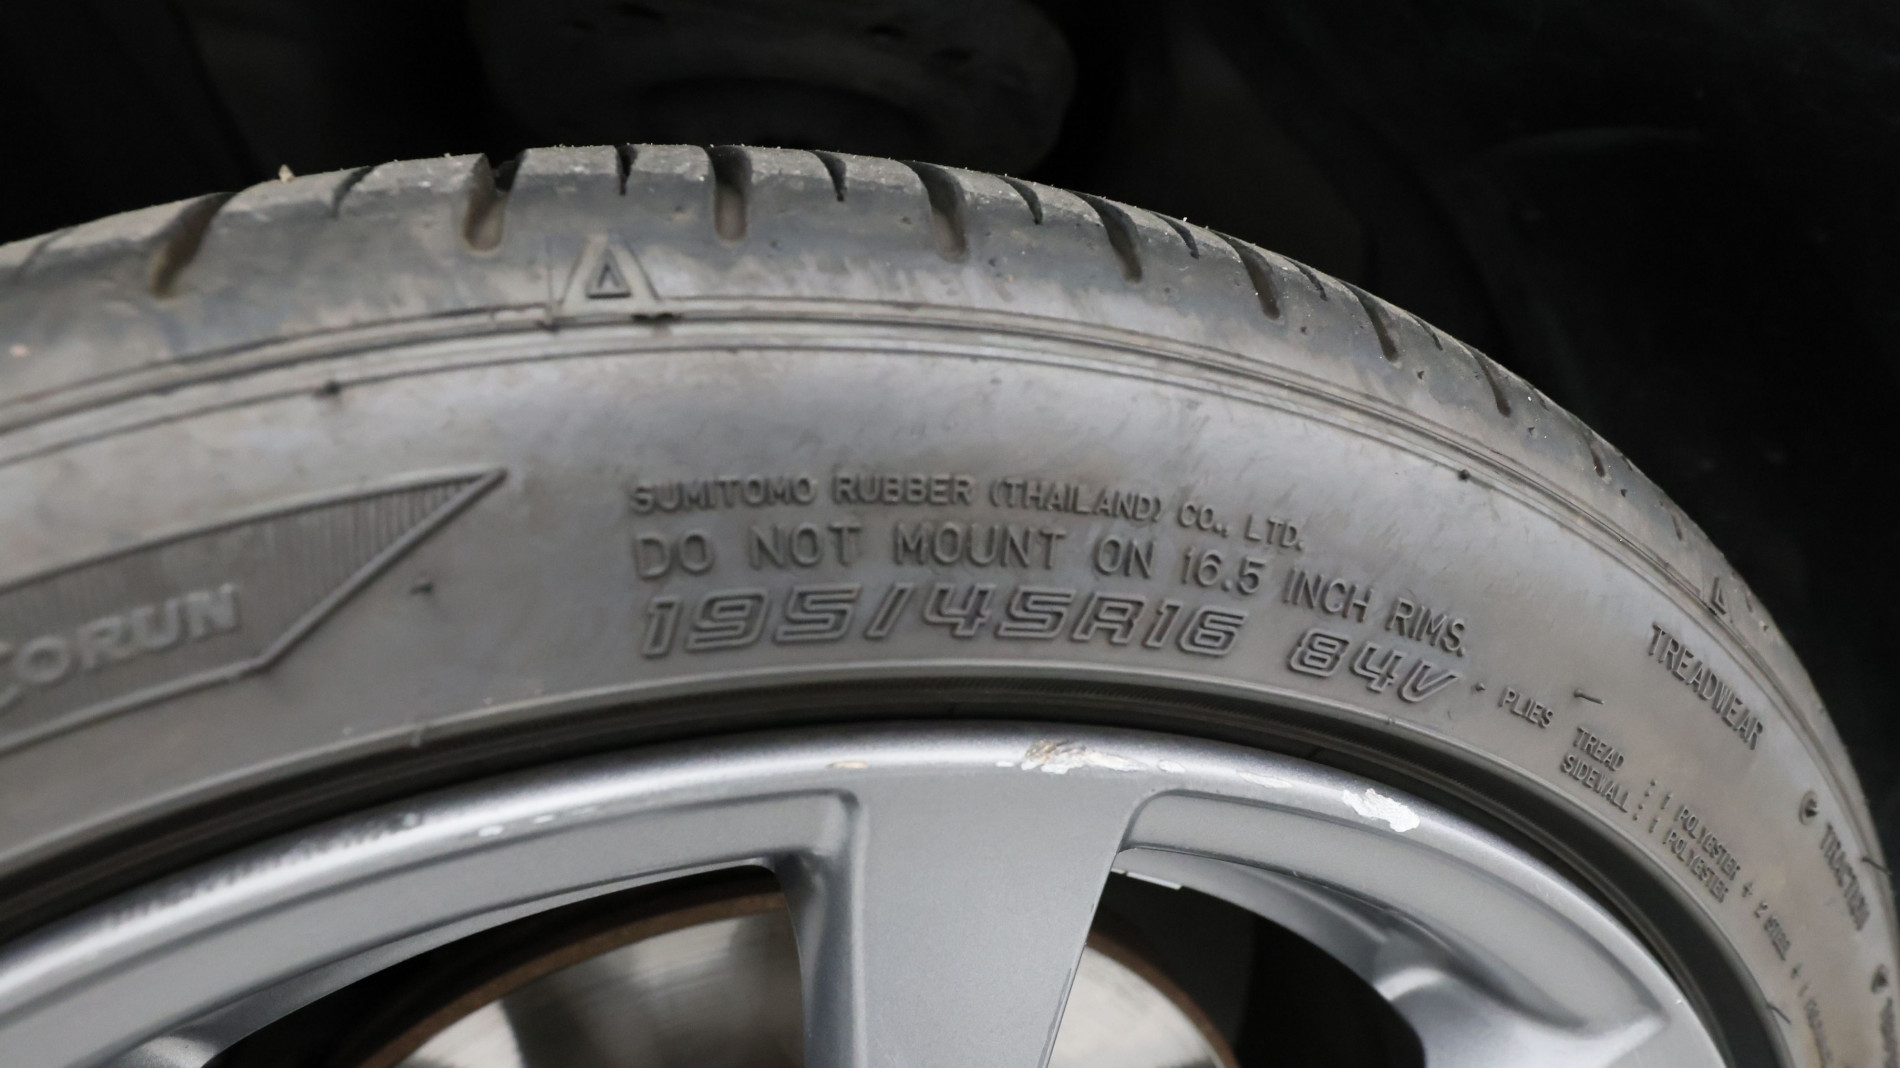 CORUN
SUMITOMO RUBBER (THAILAND) CO., LTD.
DO NOT MOUNT ON 16.5 INCH RIMS.
195/45R16 84V
PLIES
TREAD : 1 POLYESTER + 2 STEEL + 1
SIDEWALL : 1 POLYESTER
TREADWEAR
TRACTION